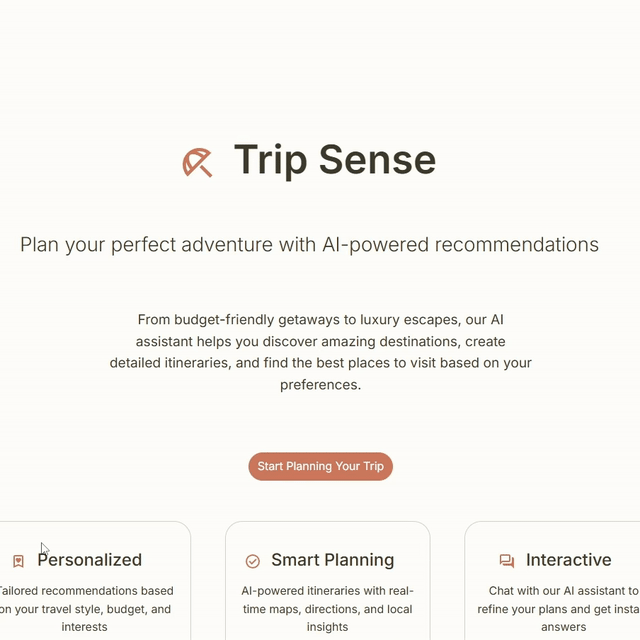 Trip Sense
Plan your perfect adventure with AI-powered recommendations
From budget-friendly getaways to luxury escapes, our AI
assistant helps you discover amazing destinations, create
detailed itineraries, and find the best places to visit based on your
preferences.
Start Planning Your Trip
Personalized
Tailored recommendations based
on your travel style, budget, and
interests
Smart Planning
AI-powered itineraries with real-
time maps, directions, and local
insights
Interactive
Chat with our AI assistant to
refine your plans and get insta
answers